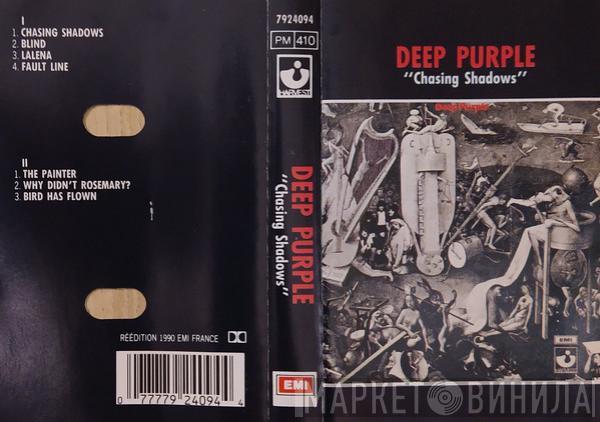 I
1. CHASING SHADOWS
2. BLIND
3. LALENA
4. FAULT LINE
II
1. THE PAINTER
2. WHY DIDN'T ROSEMARY?
3. BIRD HAS FLOWN
RÉÉDITION 1990 EMI FRANCE
0 77779 24094 4
7924094
PM 410
HARVEST
DEEP PURPLE
"Chasing Shadows"
EMI
DEEP PURPLE
"Chasing Shadows"
Deep Purple
EMI
МАРКЕТ ВИНИЛА